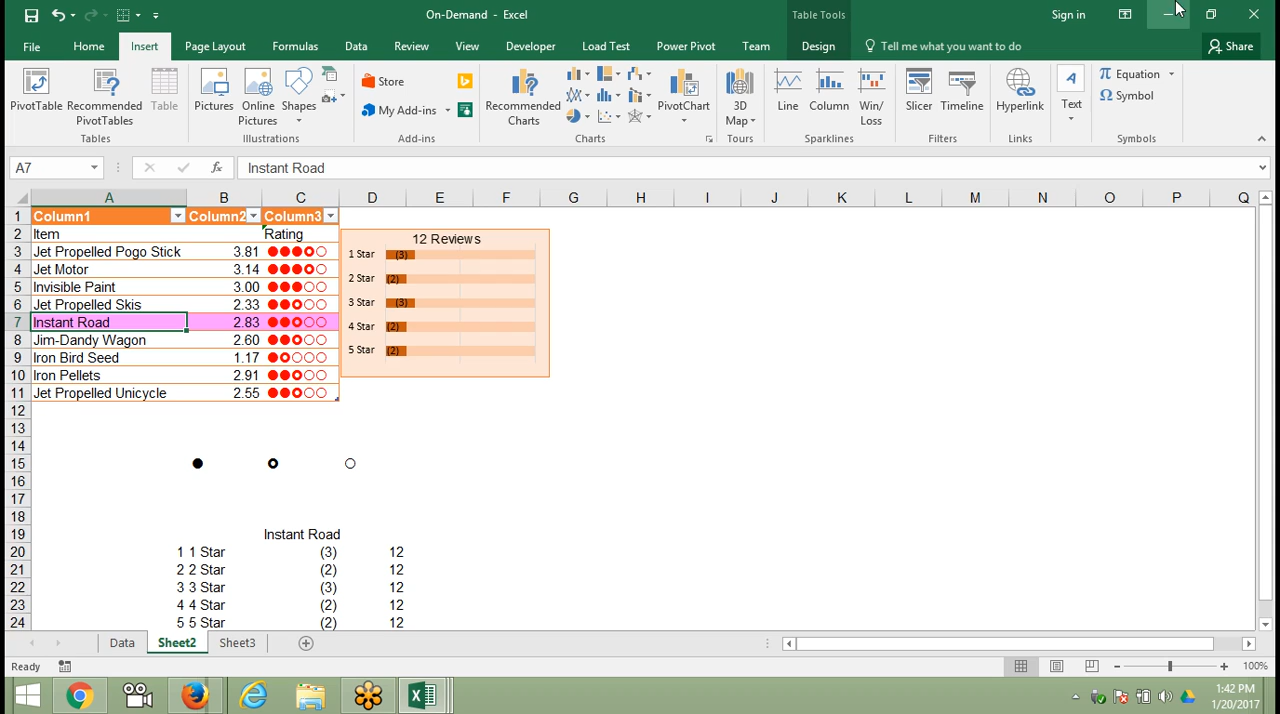 On-Demand - Excel
Table Tools
Sign in
File
Home
Insert
Page Layout
Formulas
Data
Review
View
Developer
Load Test
Power Pivot
Team
Design
Tell me what you want to do
Share
PivotTable
Recommended
PivotTables
Table
Tables
Pictures
Online
Pictures
Shapes
Illustrations
Store
My Add-ins
Add-ins
Recommended
Charts
PivotChart
Charts
3D
Map
Tours
Line
Column
Win/
Loss
Sparklines
Slicer
Timeline
Filters
Hyperlink
Links
Text
Equation
Symbol
Symbols
A7
fx
Instant Road
A B C D E F G H I J K L M N O P Q
1 Column1 Column2 Column3
2 Item Rating
3 Jet Propelled Pogo Stick 3.81
4 Jet Motor 3.14
5 Invisible Paint 3.00
6 Jet Propelled Skis 2.33
7 Instant Road 2.83
8 Jim-Dandy Wagon 2.60
9 Iron Bird Seed 1.17
10 Iron Pellets 2.91
11 Jet Propelled Unicycle 2.55
12 Reviews
1 Star (3)
2 Star (2)
3 Star (3)
4 Star (2)
5 Star (2)
12
13
14
15
16
17
18
19 Instant Road
20 1 1 Star (3) 12
21 2 2 Star (2) 12
22 3 3 Star (3) 12
23 4 4 Star (2) 12
24 5 5 Star (2) 12
Data
Sheet2
Sheet3
Ready
100%
1:42 PM
1/20/2017